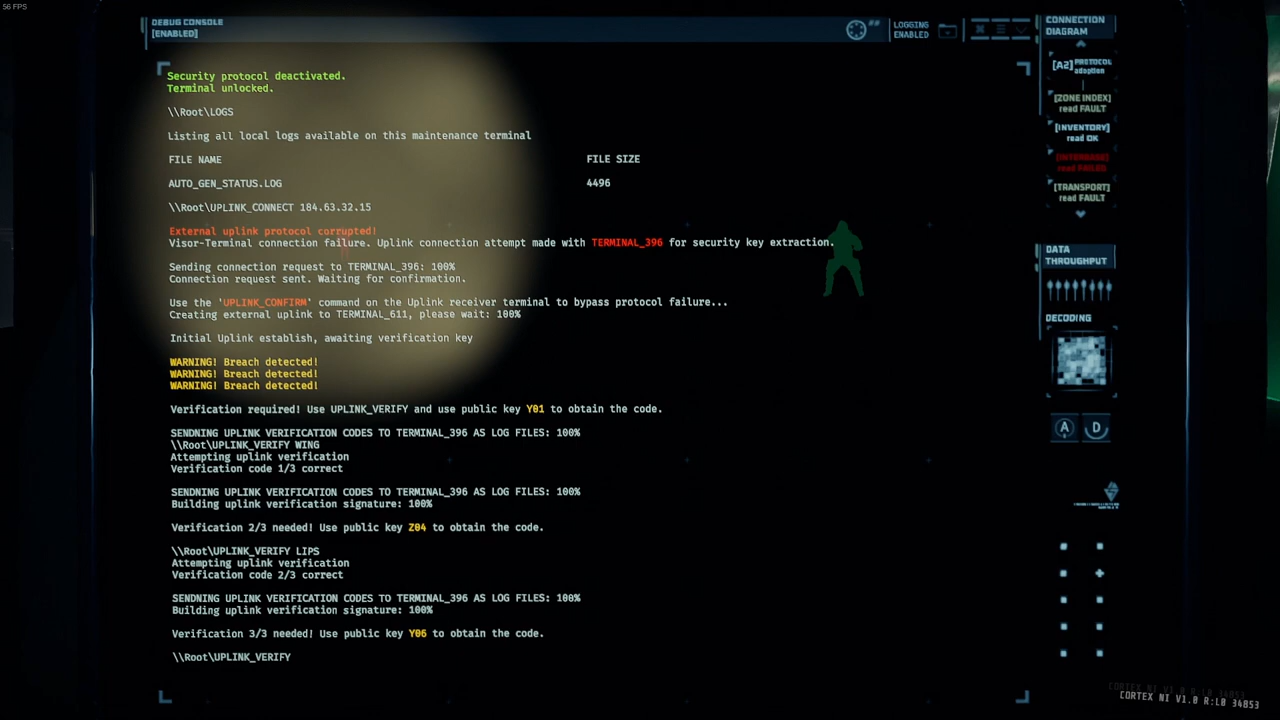 56 FPS
DEBUG CONSOLE
[ENABLED]
LOGGING
ENABLED
CONNECTION
DIAGRAM
Security protocol deactivated.
Terminal unlocked.
\\Root\LOGS
Listing all local logs available on this maintenance terminal
FILE NAME FILE SIZE
AUTO_GEN_STATUS.LOG 4496
\\Root\UPLINK_CONNECT 184.63.32.15
External uplink protocol corrupted!
Visor-Terminal connection failure. Uplink connection attempt made with TERMINAL_396 for security key extraction.
Sending connection request to TERMINAL_396: 100%
Connection request sent. Waiting for confirmation.
Use the 'UPLINK_CONFIRM' command on the Uplink receiver terminal to bypass protocol failure...
Creating external uplink to TERMINAL_611, please wait: 100%
Initial Uplink establish, awaiting verification key
WARNING! Breach detected!
WARNING! Breach detected!
WARNING! Breach detected!
Verification required! Use UPLINK_VERIFY and use public key Y01 to obtain the code.
SENDNING UPLINK VERIFICATION CODES TO TERMINAL_396 AS LOG FILES: 100%
\\Root\UPLINK_VERIFY WING
Attempting uplink verification
Verification code 1/3 correct
SENDNING UPLINK VERIFICATION CODES TO TERMINAL_396 AS LOG FILES: 100%
Building uplink verification signature: 100%
Verification 2/3 needed! Use public key Z04 to obtain the code.
\\Root\UPLINK_VERIFY LIPS
Attempting uplink verification
Verification code 2/3 correct
SENDNING UPLINK VERIFICATION CODES TO TERMINAL_396 AS LOG FILES: 100%
Building uplink verification signature: 100%
Verification 3/3 needed! Use public key Y06 to obtain the code.
\\Root\UPLINK_VERIFY
[A2] PROTOCOL
adaption
[ZONE INDEX]
read FAULT
[INVENTORY]
read OK
read FAILED
[TRANSPORT]
read FAULT
DATA
THROUGHPUT
DECODING
A D
CORTEX NI V1.0 R:L0 34853